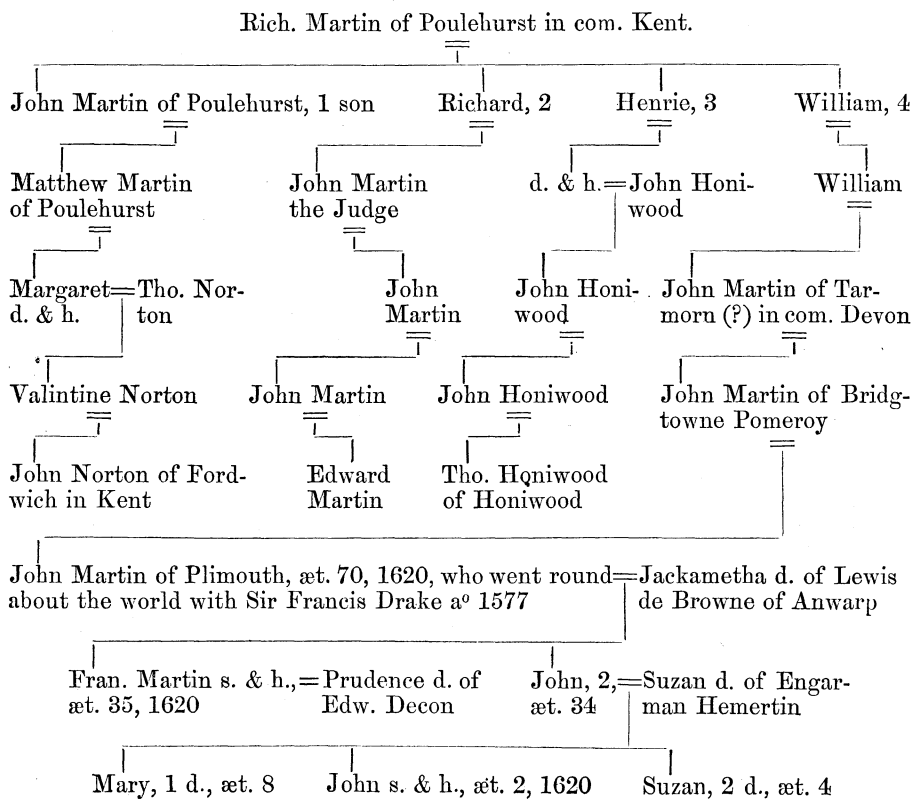 Rich. Martin of Poulehurst in com. Kent.
John Martin of Poulehurst, 1 son
Richard, 2
Henrie, 3
William, 4
Matthew Martin
of Poulehurst
John Martin
the Judge
d. & h.=John Honi-
wood
William
Margaret=Tho. Nor-
d. & h. ton
John
Martin
John Honi-
wood
John Martin of Tar-
morn (?) in com. Devon
Valintine Norton
John Martin
John Honiwood
John Martin of Bridg-
towne Pomeroy
John Norton of Ford-
wich in Kent
Edward
Martin
Tho. Honiwood
of Honiwood
John Martin of Plimouth, æt. 70, 1620, who went round=Jackametha d. of Lewis
about the world with Sir Francis Drake aº 1577 de Browne of Anwarp
Fran. Martin s. & h.,=Prudence d. of
æt. 35, 1620 Edw. Decon
John, 2,=Suzan d. of Engar-
æt. 34 man Hemertin
Mary, 1 d., æt. 8
John s. & h., æt. 2, 1620
Suzan, 2 d., æt. 4